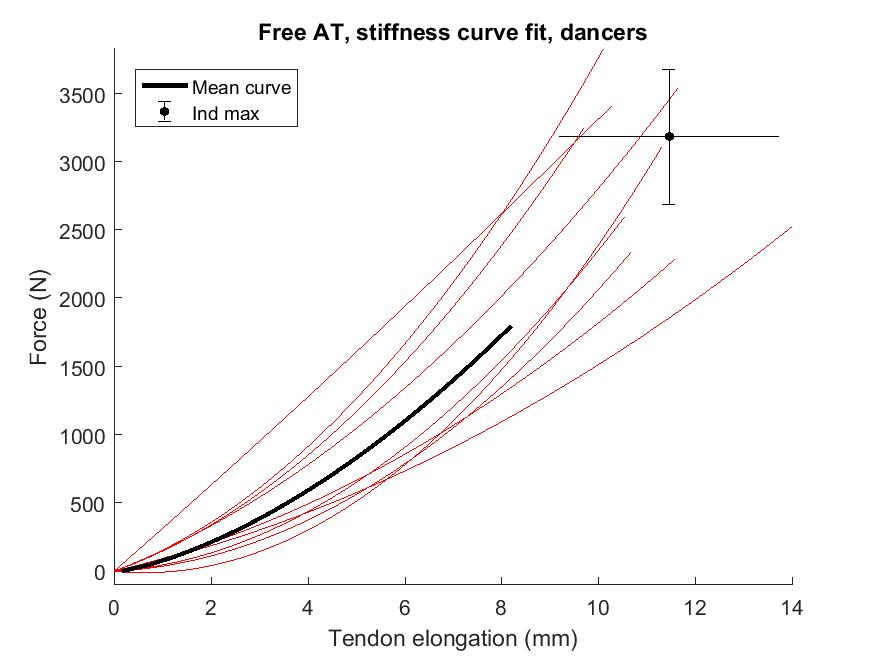 Free AT, stiffness curve fit, dancers
Mean curve
Ind max
3500
3000
2500
2000
1500
1000
500
0
Force (N)
0 2 4 6 8 10 12 14
Tendon elongation (mm)